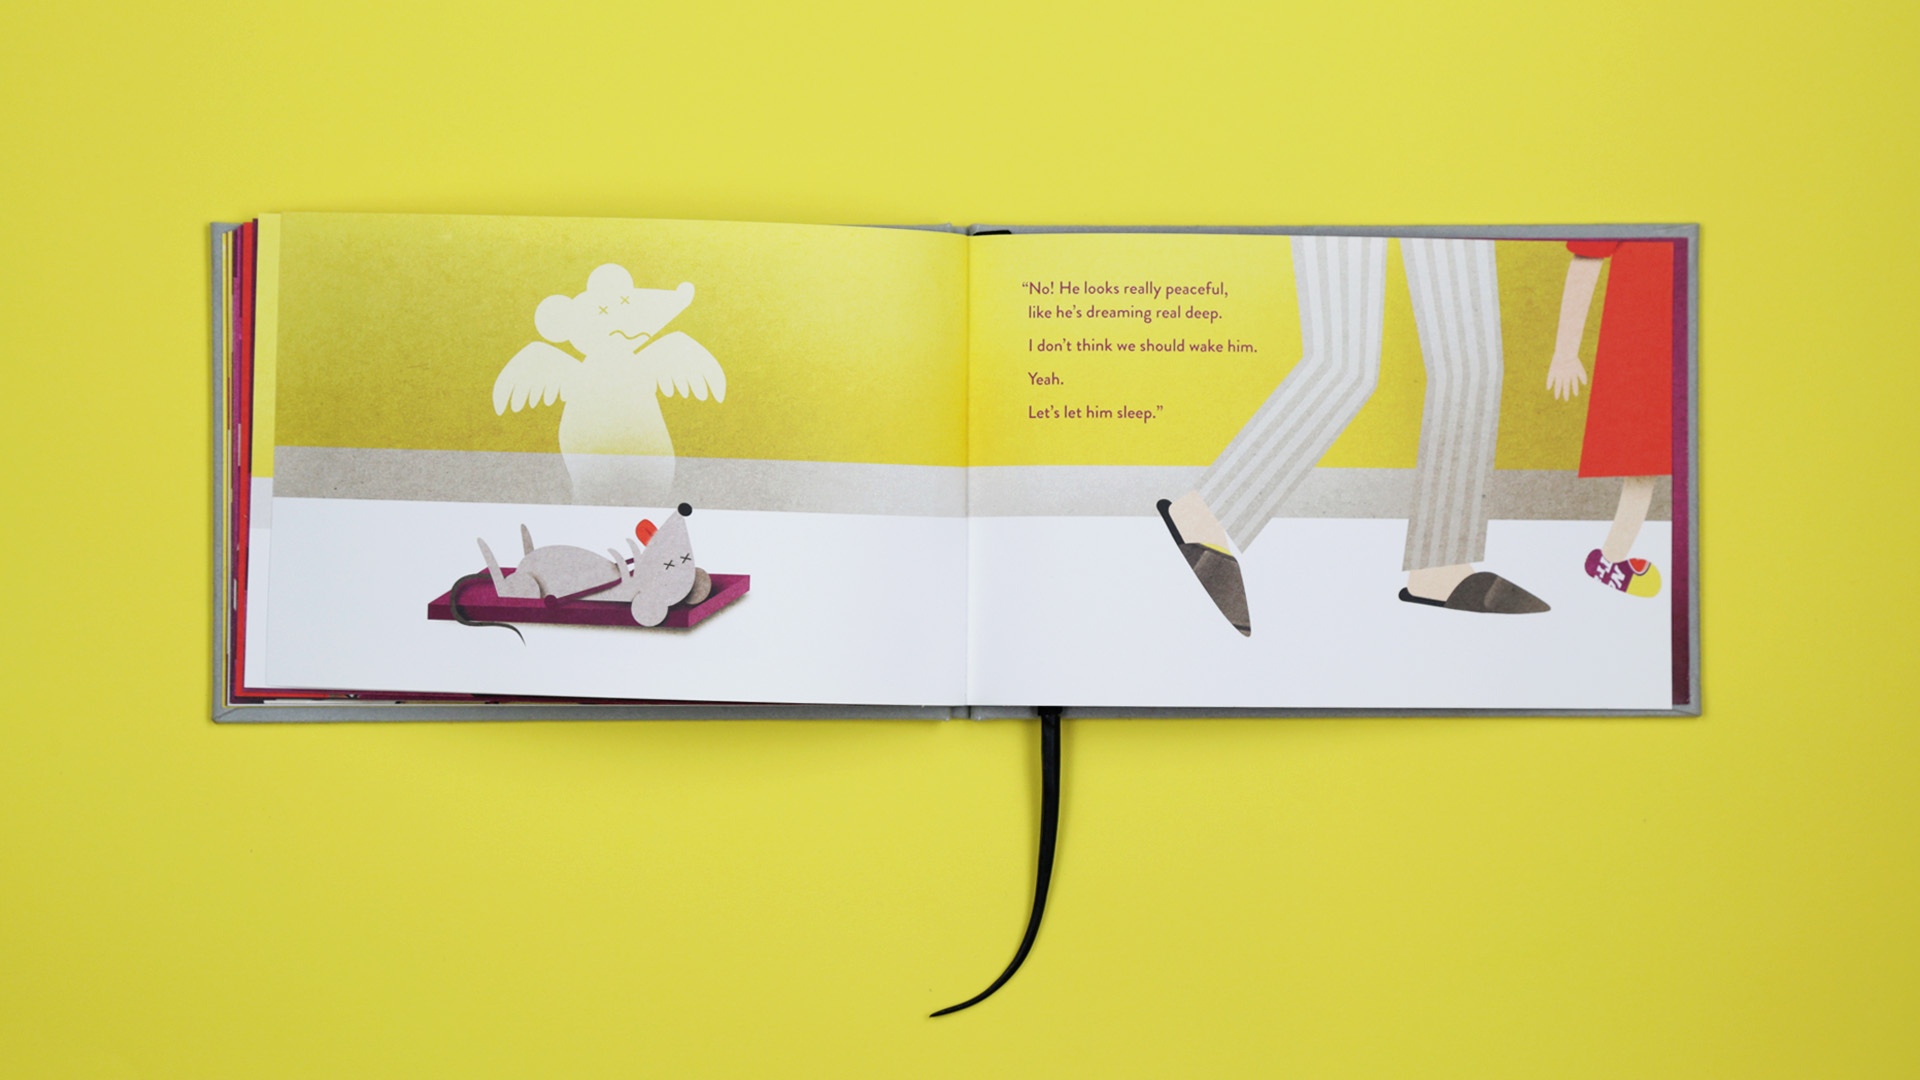 “No! He looks really peaceful,
like he’s dreaming real deep.
I don’t think we should wake him.
Yeah.
Let’s let him sleep.”